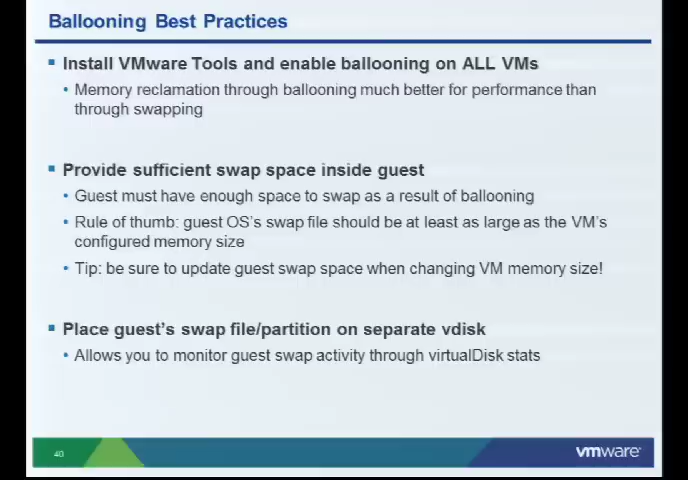 Ballooning Best Practices
Install VMware Tools and enable ballooning on ALL VMs
Memory reclamation through ballooning much better for performance than
through swapping
Provide sufficient swap space inside guest
Guest must have enough space to swap as a result of ballooning
Rule of thumb: guest OS's swap file should be at least as large as the VM's
configured memory size
Tip: be sure to update guest swap space when changing VM memory size!
Place guest's swap file/partition on separate vdisk
Allows you to monitor guest swap activity through virtualDisk stats
40
vmware